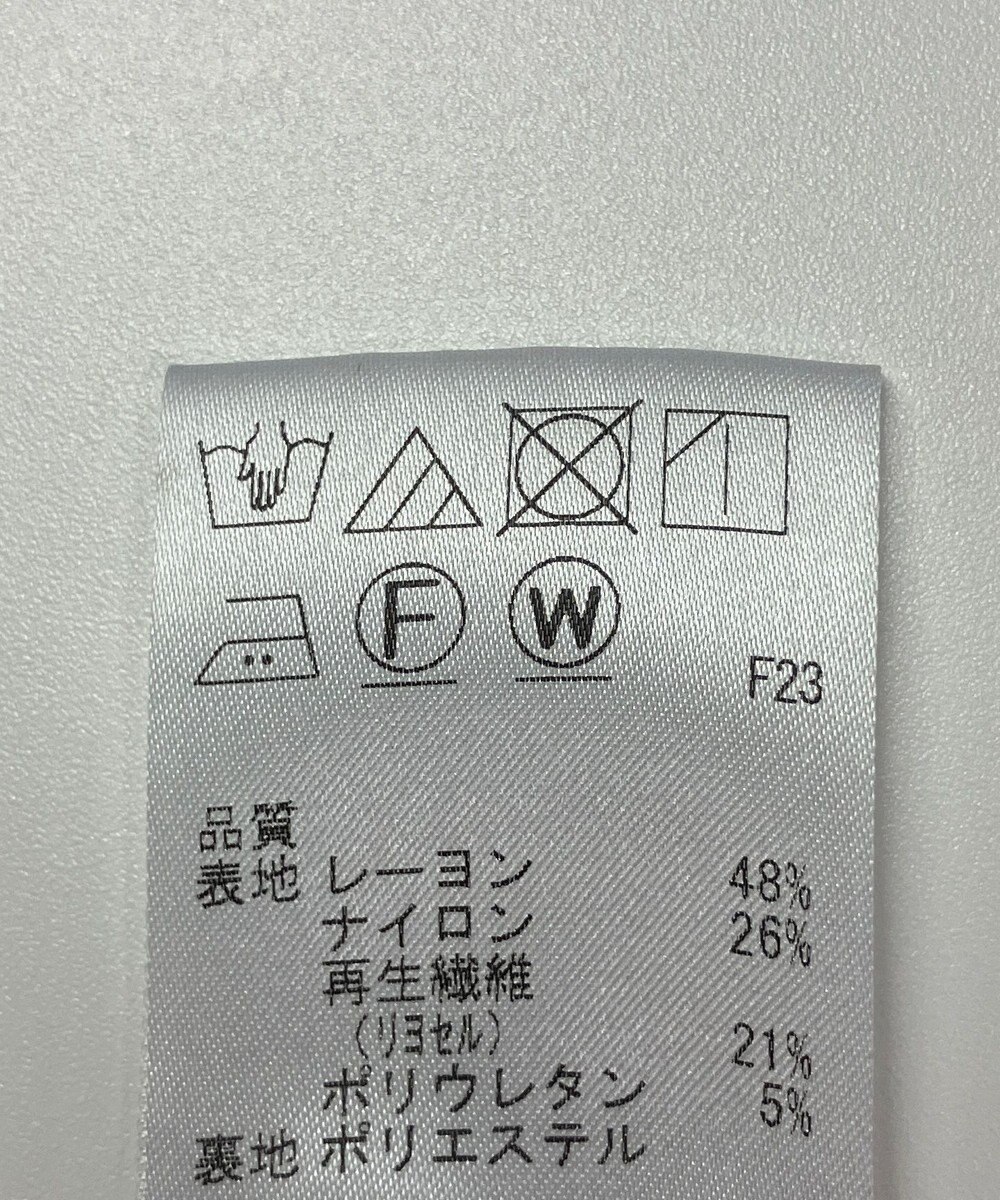 F W
F23
品質
表地 レーヨン 48%
ナイロン 26%
再生繊維
(リヨセル) 21%
ポリウレタン 5%
裏地 ポリエステル